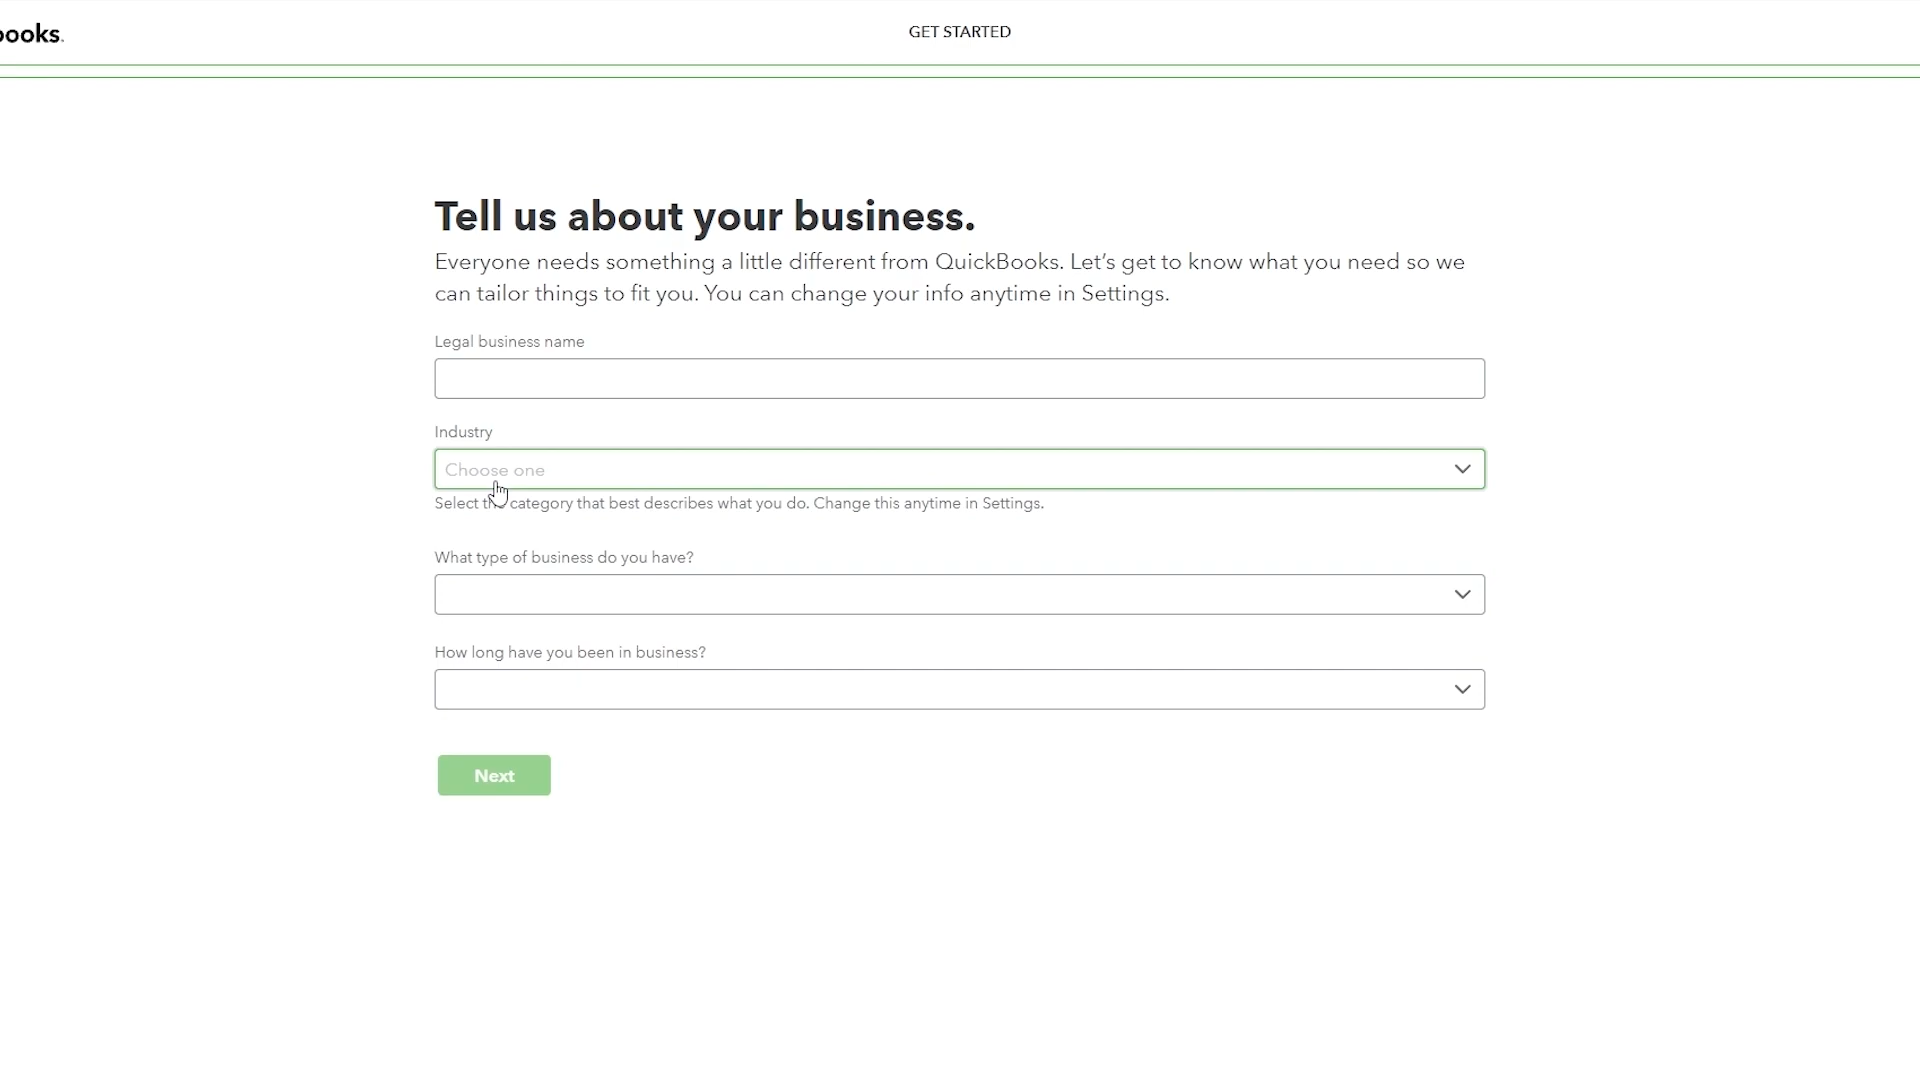 books.
GET STARTED
Tell us about your business.
Everyone needs something a little different from QuickBooks. Let's get to know what you need so we
can tailor things to fit you. You can change your info anytime in Settings.
Legal business name
Industry
Choose one
Select the category that best describes what you do. Change this anytime in Settings.
What type of business do you have?
How long have you been in business?
Next